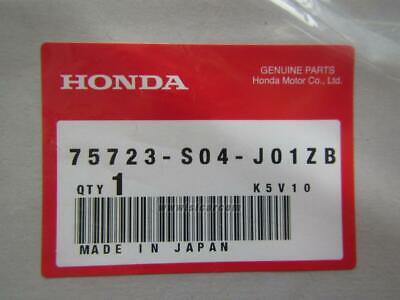 HONDA
GENUINE PARTS
Honda Motor Co., Ltd.
75723-S04-J01ZB
QTY 1 K5V10
MADE IN JAPAN